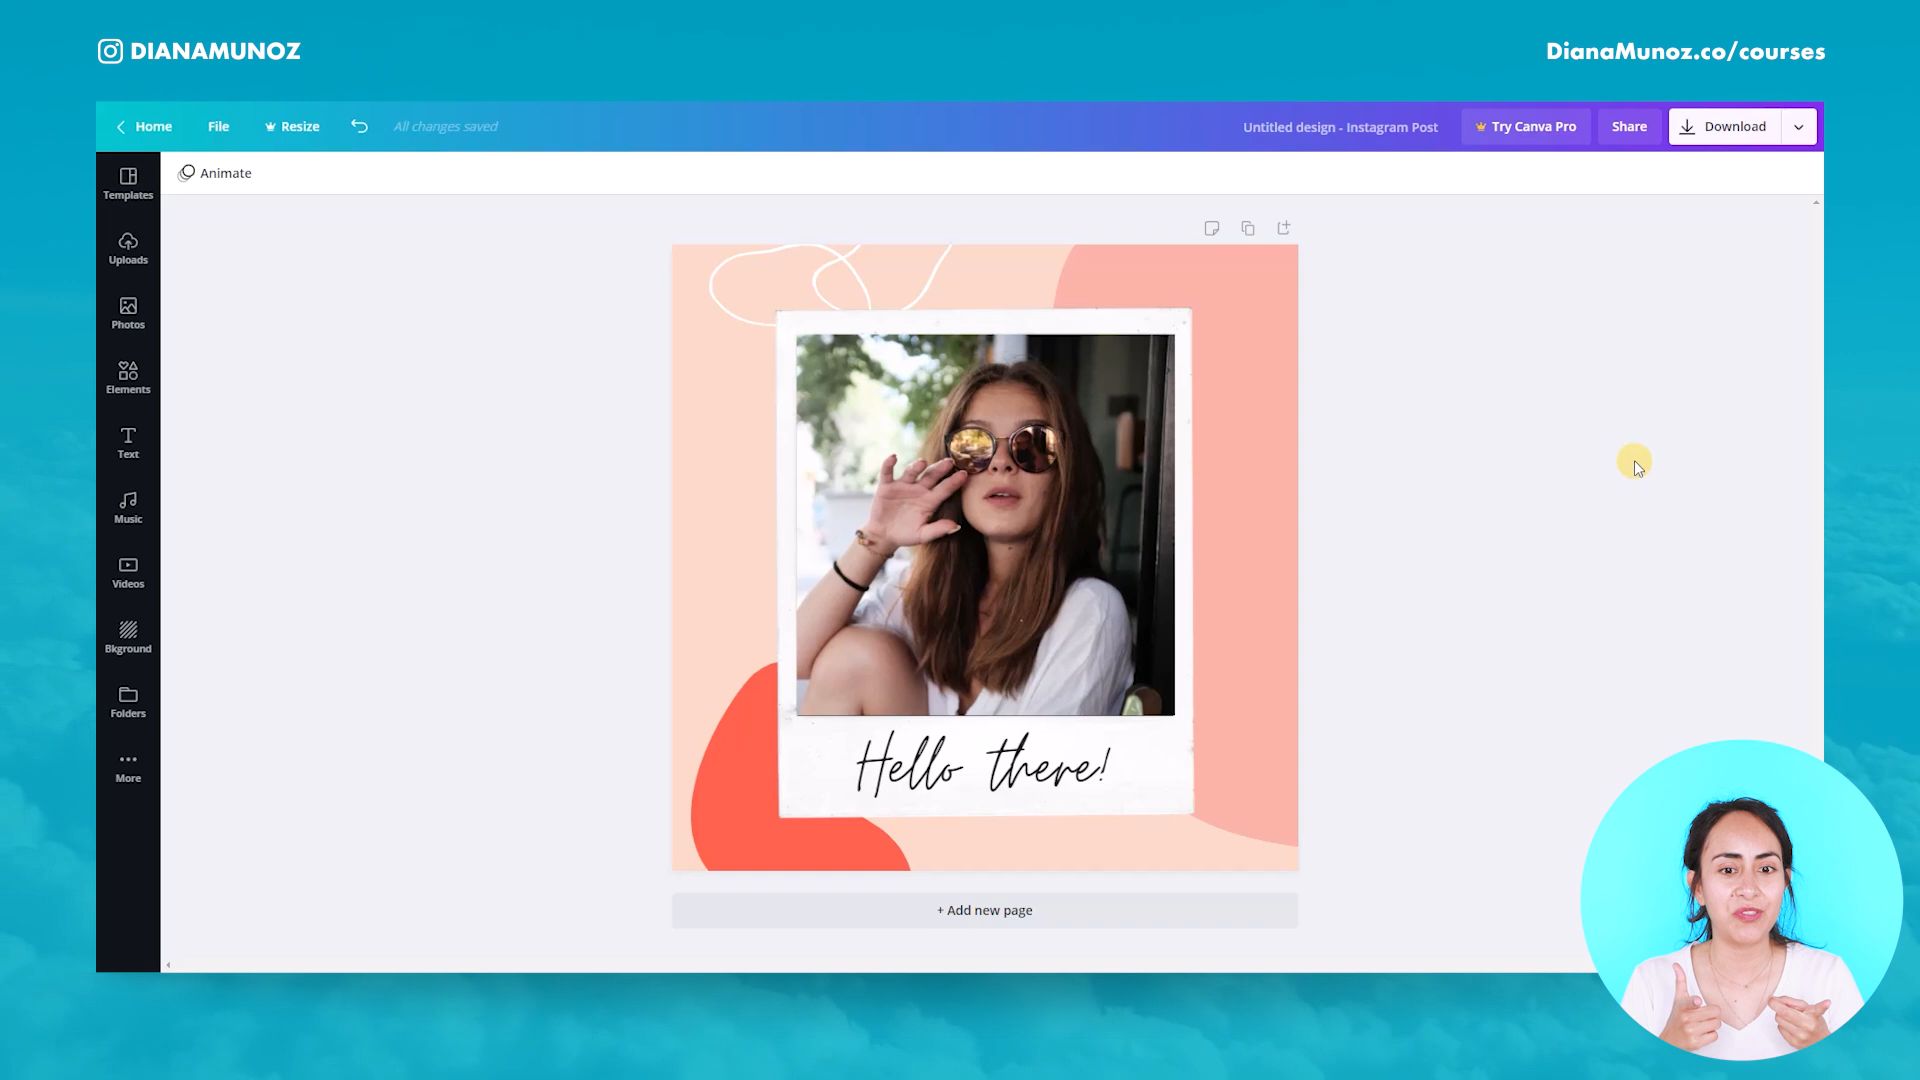 DIANAMUNOZ
DianaMunoz.co/courses
Home File Resize All changes saved Untitled design - Instagram Post Try Canva Pro Share Download
Animate
Templates
Uploads
Photos
Elements
Text
Music
Videos
Bkground
Folders
More
Hello there!
+ Add new page